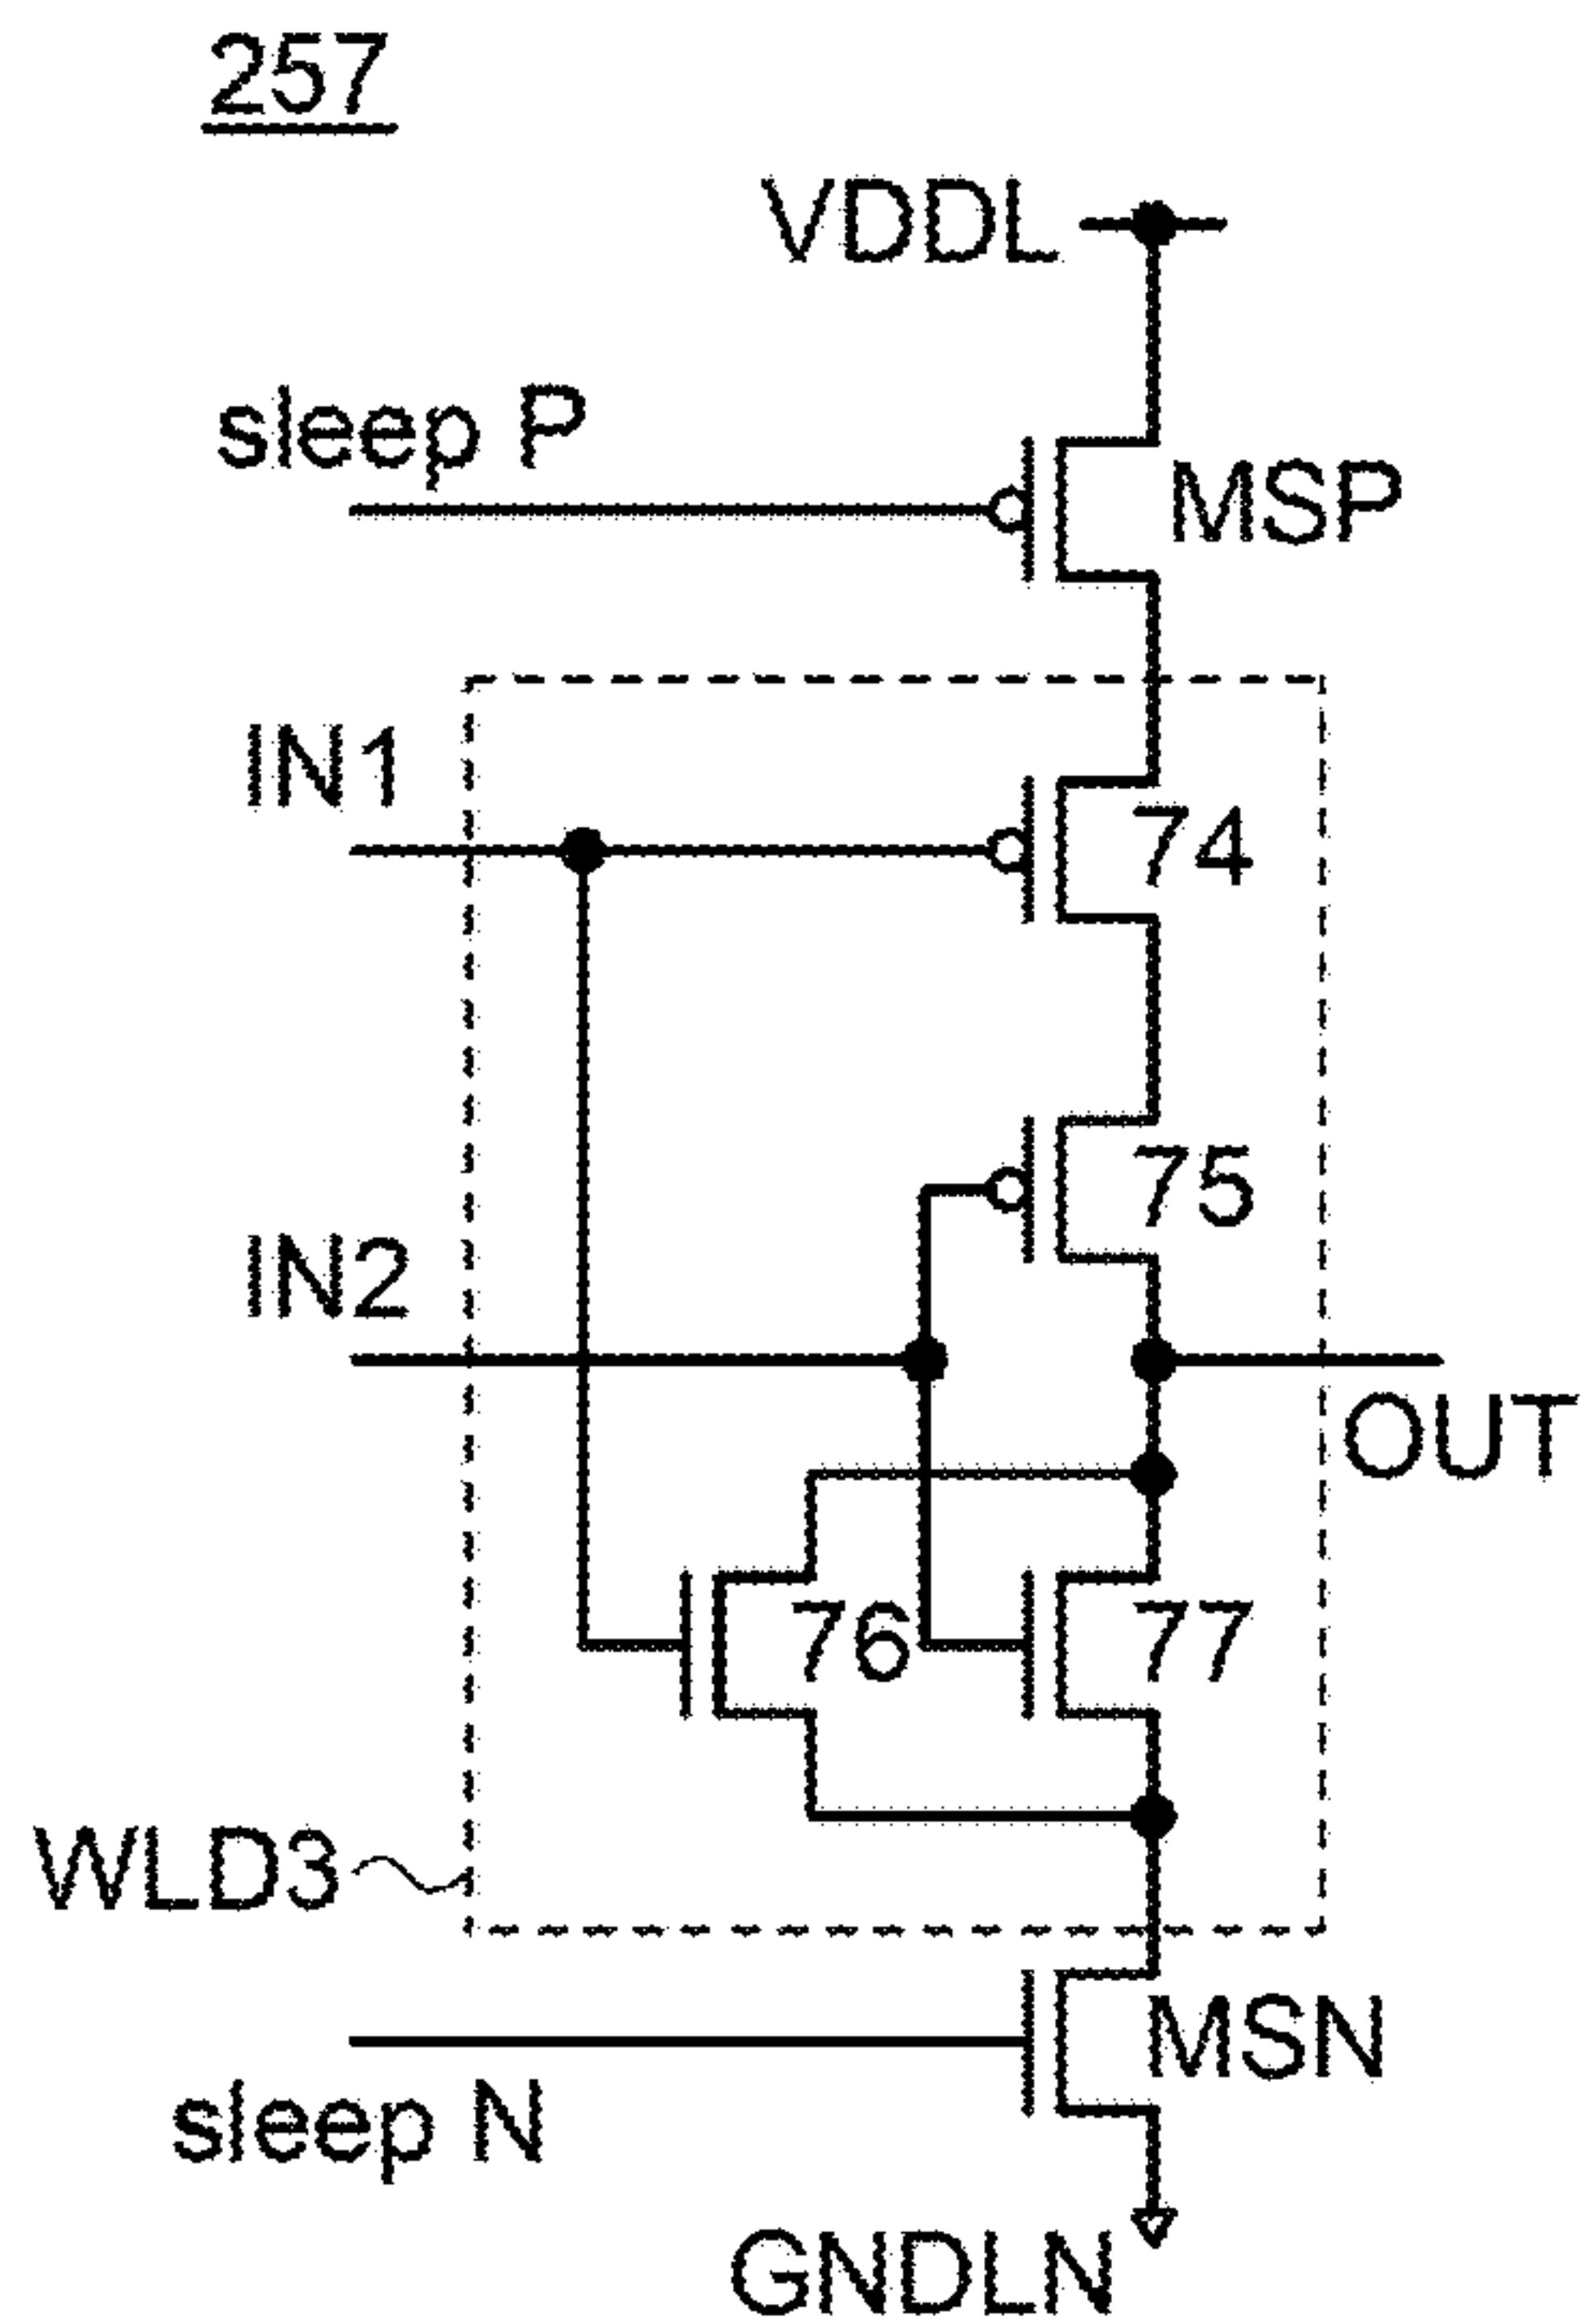 257
VDDL
sleep P
MSP
IN1
74
75
IN2
OUT
76
77
WLD3
MSN
sleep N
GNDLN